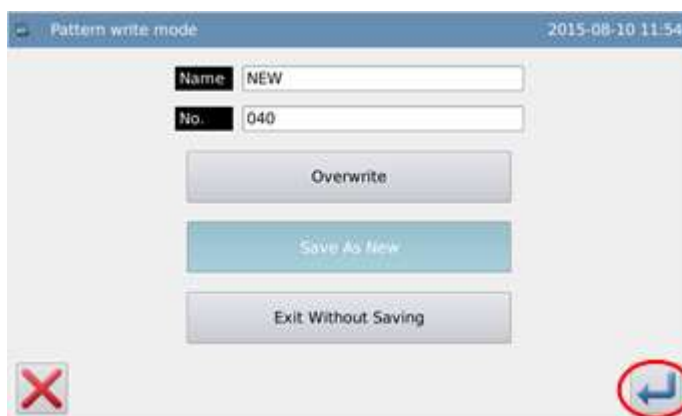 Pattern write mode 2015-08-10 11:54
Name NEW
No. 040
Overwrite
Save As New
Exit Without Saving